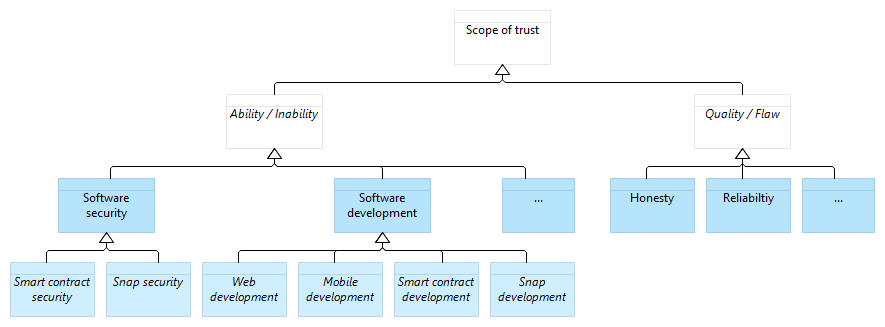 Scope of trust
Ability / Inability
Quality / Flaw
Software
security
Software
development
...
Honesty
Reliabiltiy
...
Smart contract
security
Snap security
Web
development
Mobile
development
Smart contract
development
Snap
development